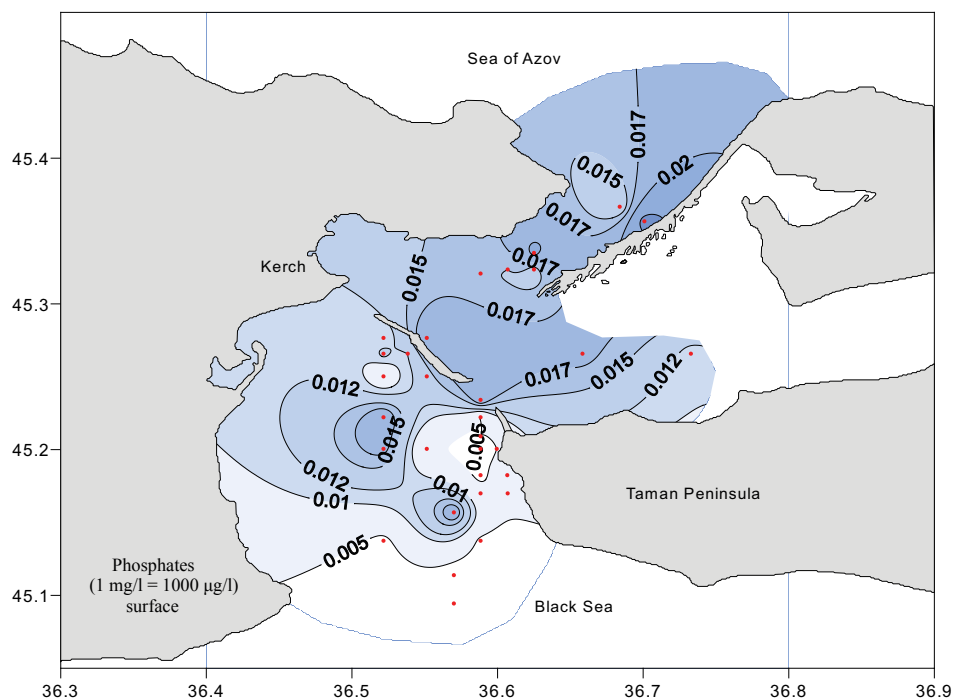 Sea of Azov
0.017
45.4
0.015
0.02
0.017
0.017
Kerch
0.015
45.3
0.017
0.015
0.017
0.012
0.012
0.015
0.005
45.2
0.012
0.01
0.01
Taman Peninsula
0.005
Phosphates
(1 mg/l = 1000 μg/l)
surface
45.1
Black Sea
36.3 36.4 36.5 36.6 36.7 36.8 36.9